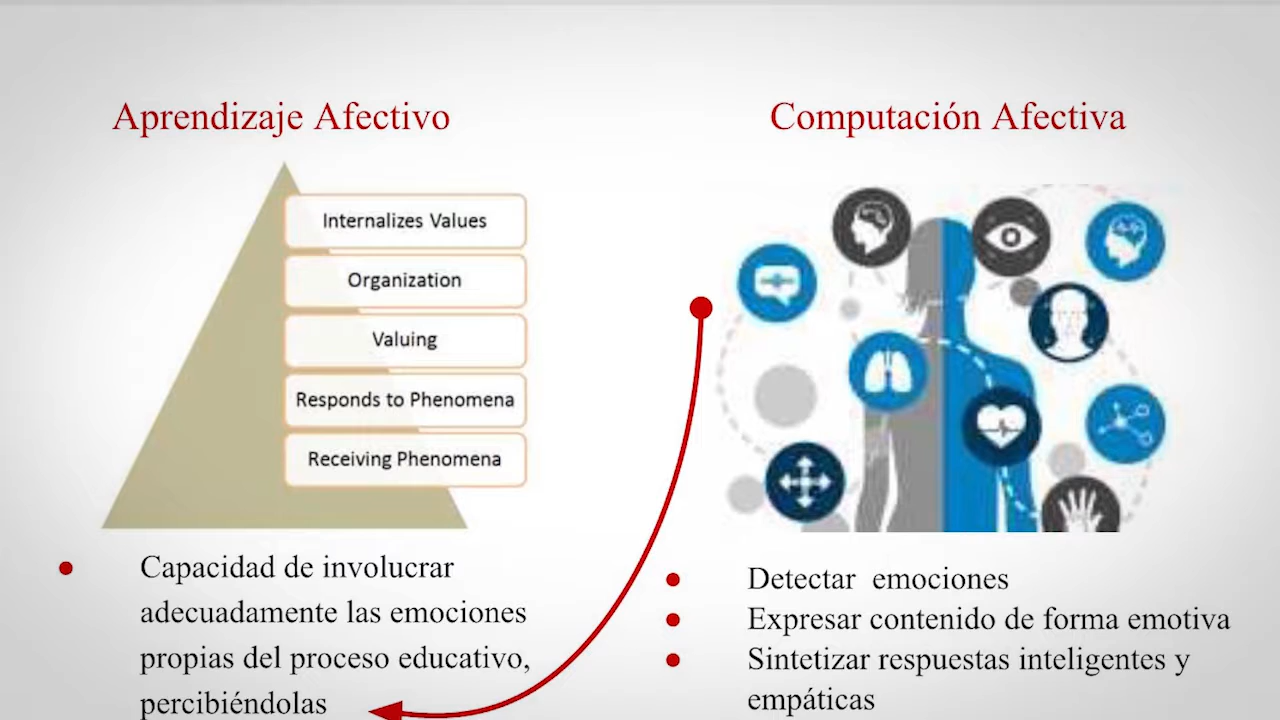 Aprendizaje Afectivo
Internalizes Values
Organization
Valuing
Responds to Phenomena
Receiving Phenomena
Capacidad de involucrar
adecuadamente las emociones
propias del proceso educativo,
percibiéndolas
Computación Afectiva
Detectar emociones
Expresar contenido de forma emotiva
Sintetizar respuestas inteligentes y
empáticas